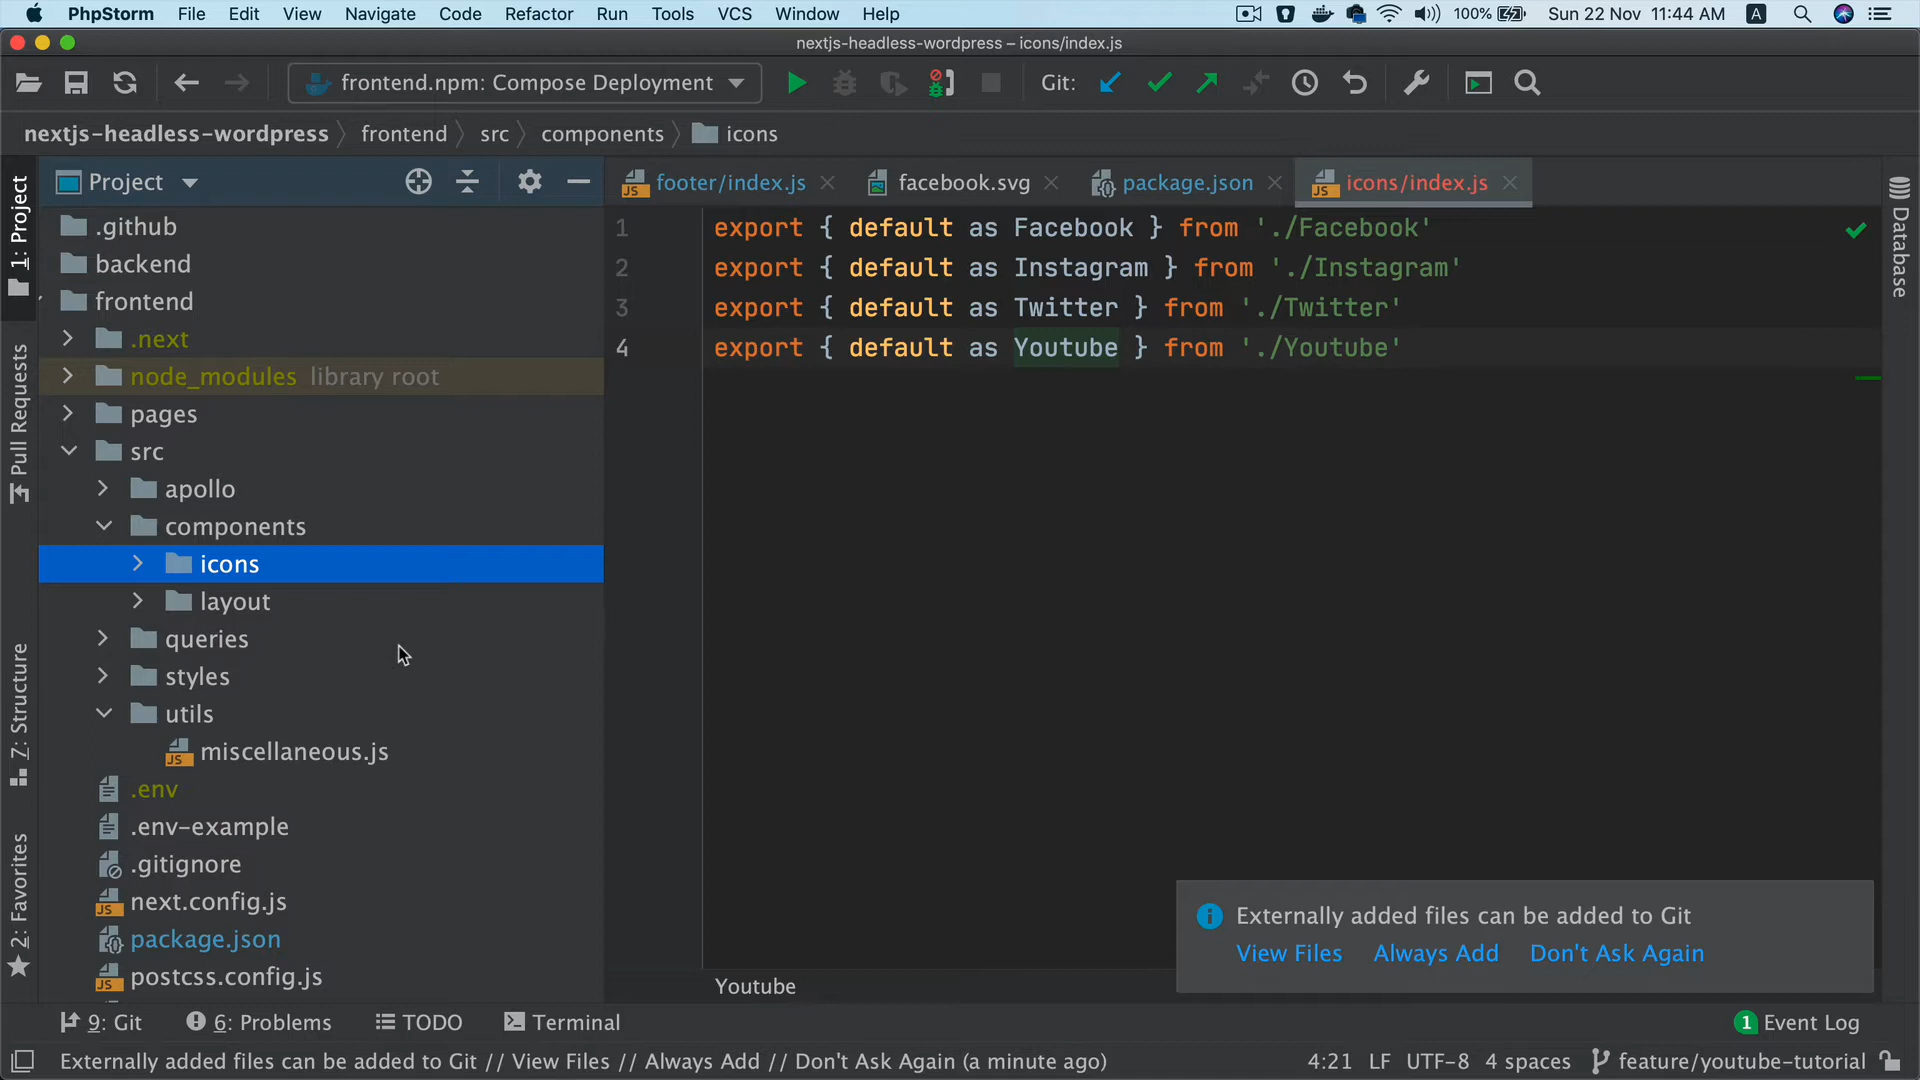 PhpStorm File Edit View Navigate Code Refactor Run Tools VCS Window Help 100% Sun 22 Nov 11:44 AM A
nextjs-headless-wordpress – icons/index.js
frontend.npm: Compose Deployment Git:
nextjs-headless-wordpress frontend src components icons
1: Project
Pull Requests
Z: Structure
2: Favorites
Project
.github
backend
frontend
.next
node_modules library root
pages
src
apollo
components
icons
layout
queries
styles
utils
miscellaneous.js
.env
.env-example
.gitignore
next.config.js
package.json
postcss.config.js
footer/index.js facebook.svg package.json icons/index.js
1 export { default as Facebook } from './Facebook'
2 export { default as Instagram } from './Instagram'
3 export { default as Twitter } from './Twitter'
4 export { default as Youtube } from './Youtube'
Database
Externally added files can be added to Git
View Files Always Add Don't Ask Again
Youtube
9: Git 6: Problems TODO Terminal 1 Event Log
Externally added files can be added to Git // View Files // Always Add // Don't Ask Again (a minute ago) 4:21 LF UTF-8 4 spaces feature/youtube-tutorial